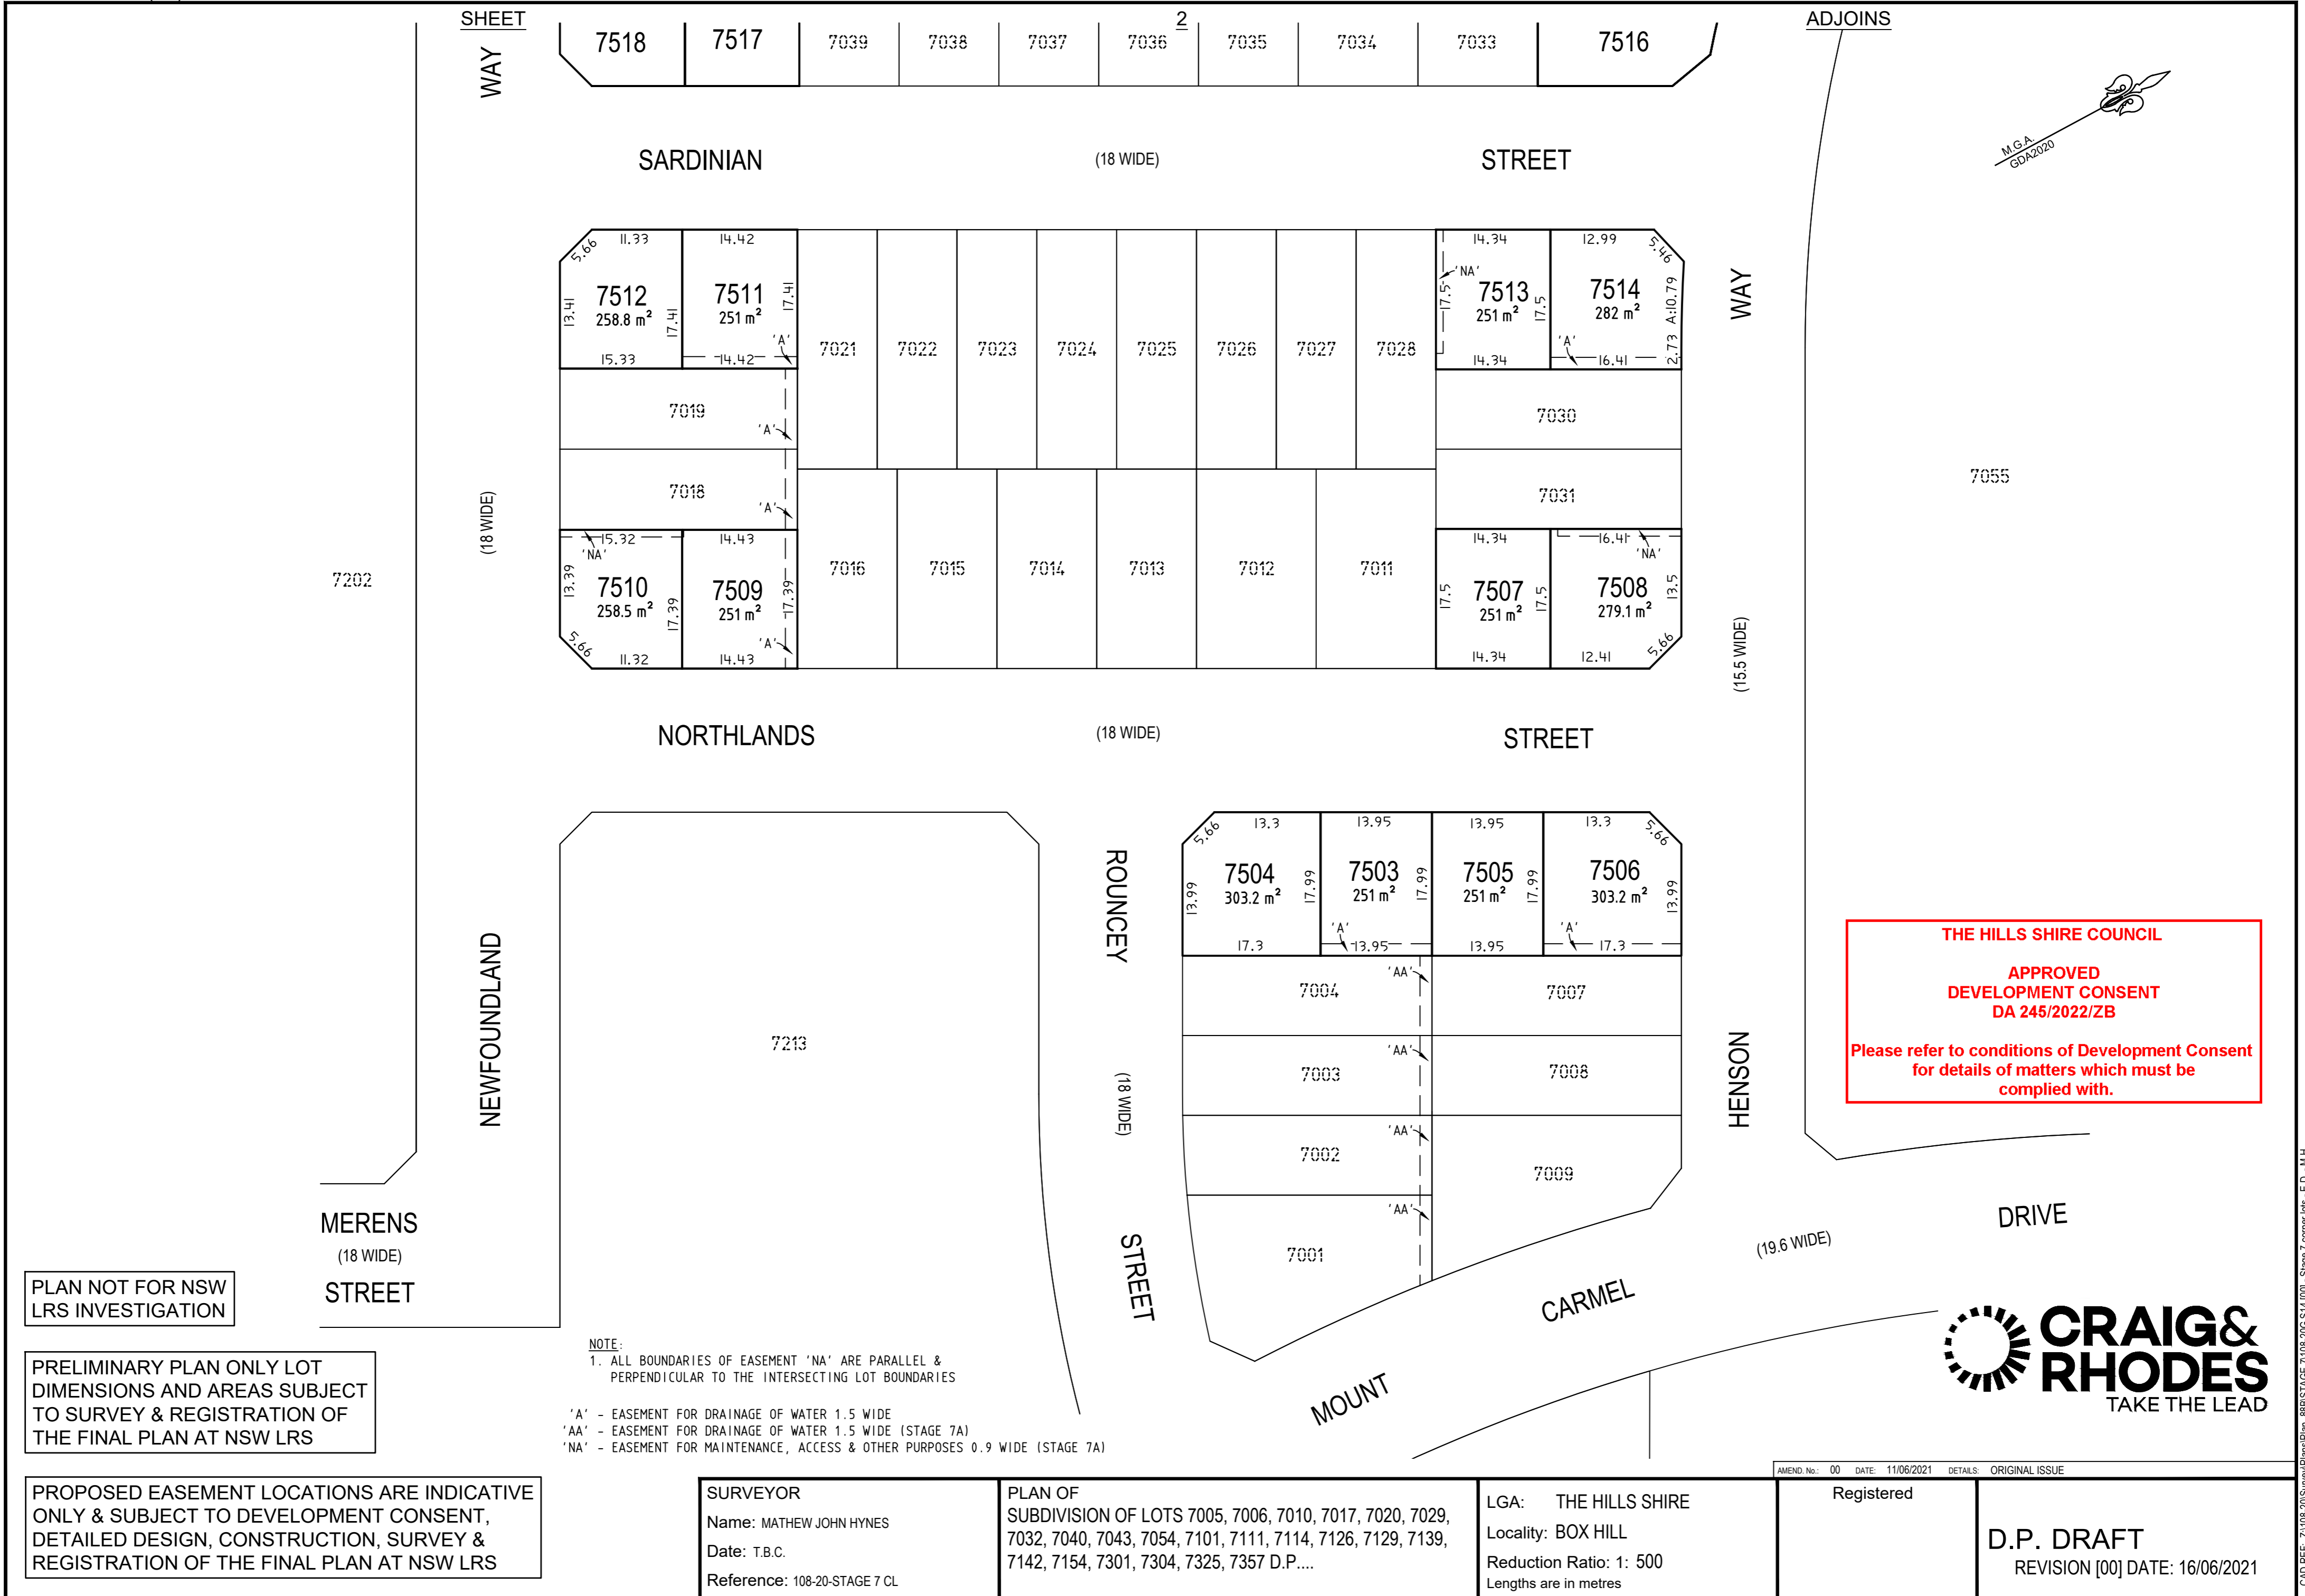 SHEET 2 ADJOINS
WAY
7518 7517 7039 7038 7037 7036 7035 7034 7033 7516
M.G.A.
GDA2020
SARDINIAN (18 WIDE) STREET
5.66 11.33 14.42 14.34 12.99 5.46
'NA'
7512 7511 7513 7514
258.8 m² 251 m² 251 m² 282 m²
13.41 17.41 17.41 17.5 17.5 A:10.79
2.73
WAY
'A' 'A'
15.33 14.42 14.34 16.41
7021 7022 7023 7024 7025 7026 7027 7028
7019 7030
'A'
7018 7031
'A'
7055
(18 WIDE)
15.32 14.43 14.34 16.41
'NA' 'NA'
7202
7510 7509 7507 7508
258.5 m² 251 m² 251 m² 279.1 m²
13.39 17.39 17.39 17.5 17.5 13.5
7016 7015 7014 7013 7012 7011
'A'
5.66 11.32 14.43 14.34 12.41 5.66
(15.5 WIDE)
NORTHLANDS (18 WIDE) STREET
5.66 13.3 13.95 13.95 13.3 5.66
7504 7503 7505 7506
303.2 m² 251 m² 251 m² 303.2 m²
13.99 17.99 17.99 17.99 13.99
'A' 'A'
17.3 13.95 13.95 17.3
ROUNCEY
(18 WIDE)
STREET
NEWFOUNDLAND
HENSON
7213
'AA'
7004 7007
'AA'
7003 7008
'AA'
7002 7009
'AA'
7001
THE HILLS SHIRE COUNCIL
APPROVED
DEVELOPMENT CONSENT
DA 245/2022/ZB
Please refer to conditions of Development Consent
for details of matters which must be
complied with.
MERENS
(18 WIDE)
STREET
MOUNT CARMEL (19.6 WIDE) DRIVE
PLAN NOT FOR NSW
LRS INVESTIGATION
PRELIMINARY PLAN ONLY LOT
DIMENSIONS AND AREAS SUBJECT
TO SURVEY & REGISTRATION OF
THE FINAL PLAN AT NSW LRS
PROPOSED EASEMENT LOCATIONS ARE INDICATIVE
ONLY & SUBJECT TO DEVELOPMENT CONSENT,
DETAILED DESIGN, CONSTRUCTION, SURVEY &
REGISTRATION OF THE FINAL PLAN AT NSW LRS
NOTE:
1. ALL BOUNDARIES OF EASEMENT 'NA' ARE PARALLEL &
PERPENDICULAR TO THE INTERSECTING LOT BOUNDARIES
'A' - EASEMENT FOR DRAINAGE OF WATER 1.5 WIDE
'AA' - EASEMENT FOR DRAINAGE OF WATER 1.5 WIDE (STAGE 7A)
'NA' - EASEMENT FOR MAINTENANCE, ACCESS & OTHER PURPOSES 0.9 WIDE (STAGE 7A)
CRAIG&
RHODES
TAKE THE LEAD
AMEND. No.: 00 DATE: 11/06/2021 DETAILS: ORIGINAL ISSUE
SURVEYOR
Name: MATHEW JOHN HYNES
Date: T.B.C.
Reference: 108-20-STAGE 7 CL
PLAN OF
SUBDIVISION OF LOTS 7005, 7006, 7010, 7017, 7020, 7029,
7032, 7040, 7043, 7054, 7101, 7111, 7114, 7126, 7129, 7139,
7142, 7154, 7301, 7304, 7325, 7357 D.P....
LGA: THE HILLS SHIRE
Locality: BOX HILL
Reduction Ratio: 1: 500
Lengths are in metres
Registered
D.P. DRAFT
REVISION [00] DATE: 16/06/2021